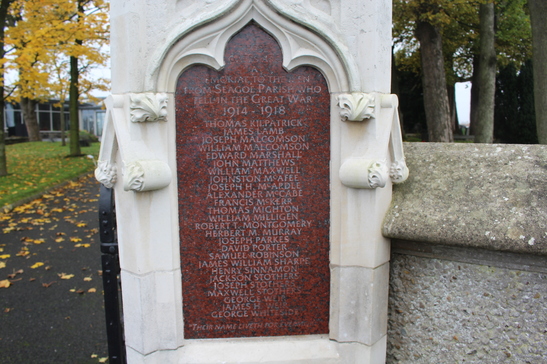 A
MEMORIAL TO THE MEN
FROM SEAGOE PARISH WHO
FELL IN THE GREAT WAR
1914 - 1918
THOMAS KILPATRICK
JAMES LAMB
JOSEPH MALCOMSON
WILLIAM MALCOMSON
EDWARD MARSHALL
JOHN MATTHEWS
WILLIAM MAXWELL
JOHNSTON McAFEE
JOSEPH H. McARDLE
ALEXANDER McCABE
FRANCIS McKERR
THOMAS MIGHTON
WILLIAM MILLIGEN
ROBERT T. MONTGOMERY
HERBERT M. MURRAY
JOSEPH PARKES
DAVID PORTER
SAMUEL ROBINSON
JAMES WILLIAM SHARPE
HENRY SINNAMON
JACKSON STOTHERS
JOSEPH STOTHERS
MAXWELL STOTHERS
GEORGE WEIR
JAMES H.
GEORGE WHITESIDE
"THEIR NAME LIVETH FOR EVERMORE"